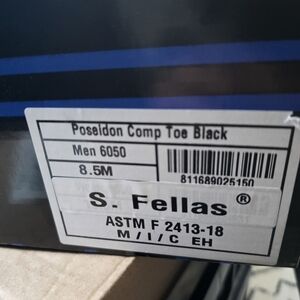 Poseidon Comp Toe Black
Men 6050
8.5M
811689025150
S. Fellas ®
ASTM F 2413-18
M / I / C EH